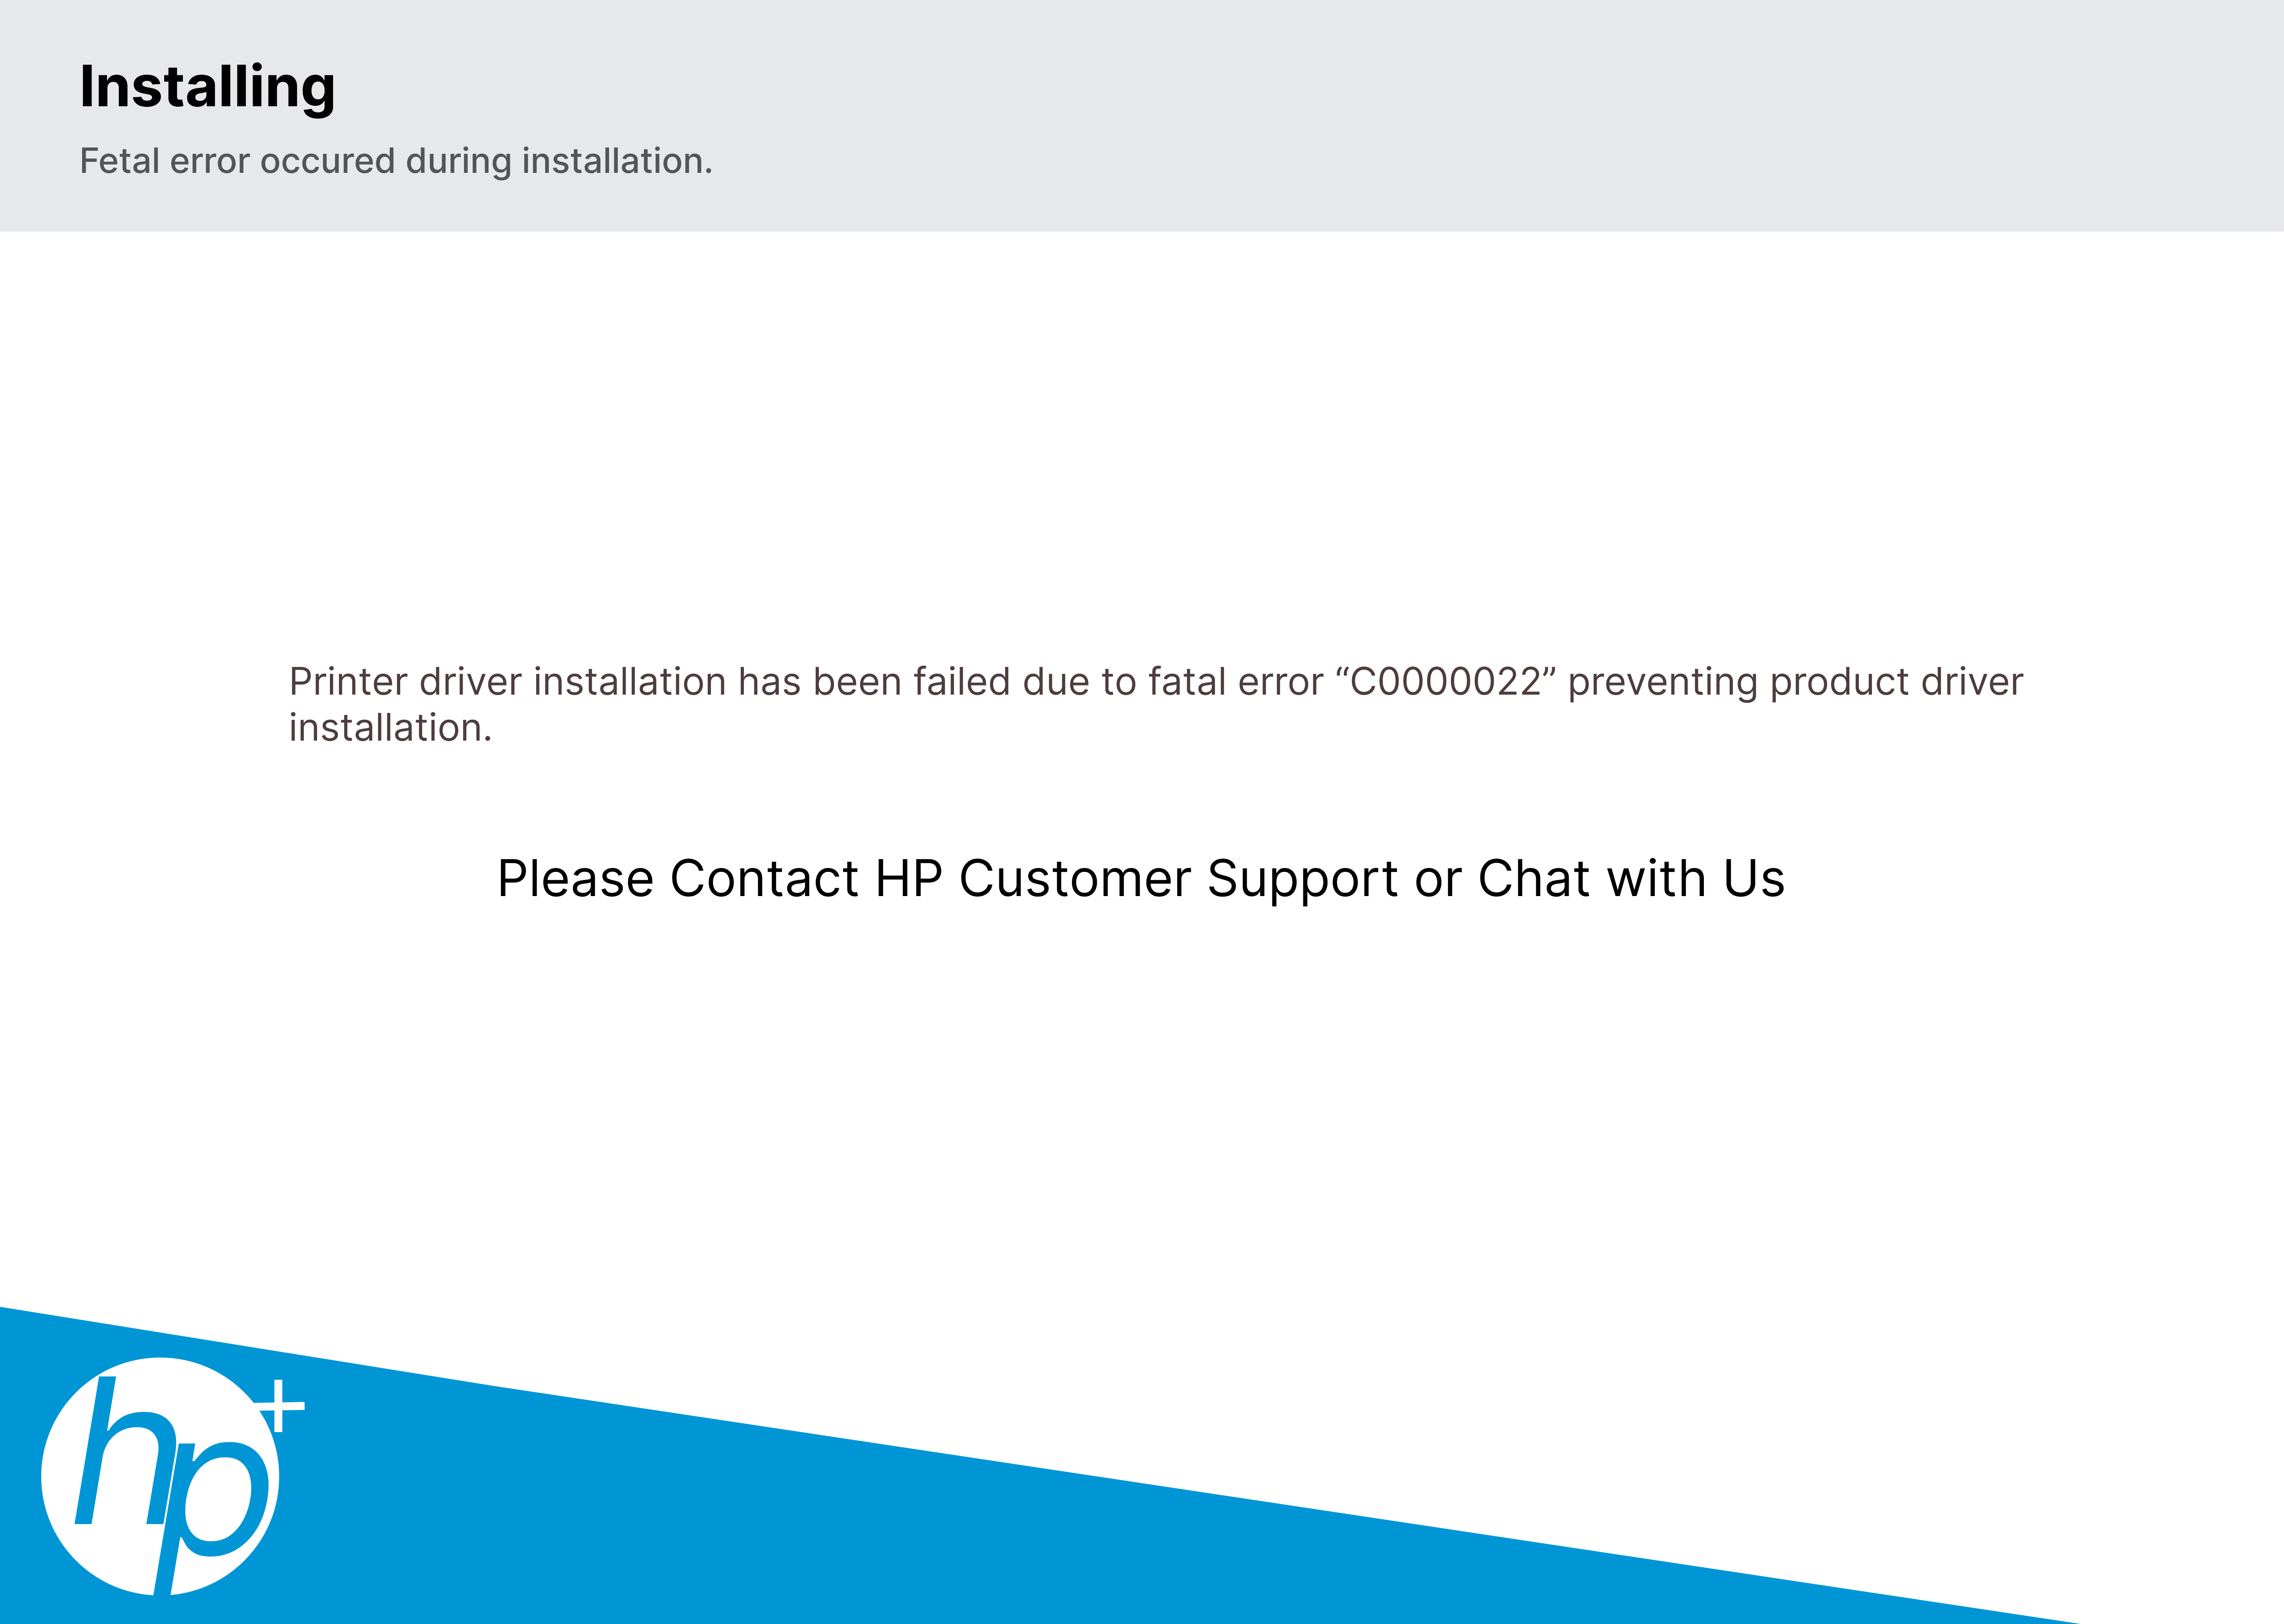 Installing
Fetal error occured during installation.
Printer driver installation has been failed due to fatal error “C0000022” preventing product driver
installation.
Please Contact HP Customer Support or Chat with Us
hp+